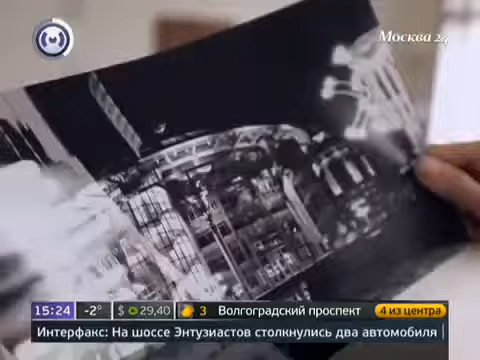 Москва 24
15:24 -2° $ 29,40 3 Волгоградский проспект 4 из центра
Интерфакс: На шоссе Энтузиастов столкнулись два автомобиля